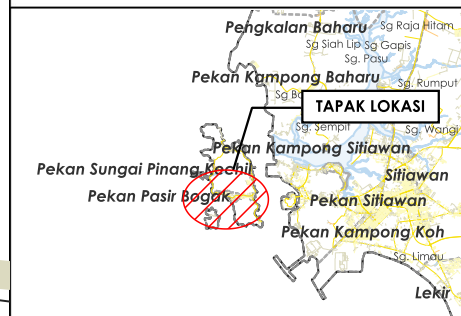 Pengkalan Baharu
Sg Raja Hitam
Sg Siah Lip
Sg Gapis
Sg. Pasu
Pekan Kampong Baharu
Sg. Rumput
TAPAK LOKASI
Sg. Sempit
Sg. Wangi
Pekan Kampong Sitiawan
Pekan Sungai Pinang Kechil
Sitiawan
Pekan Pasir Bogak
Pekan Sitiawan
Pekan Kampong Koh
Sg. Limau
Lekir